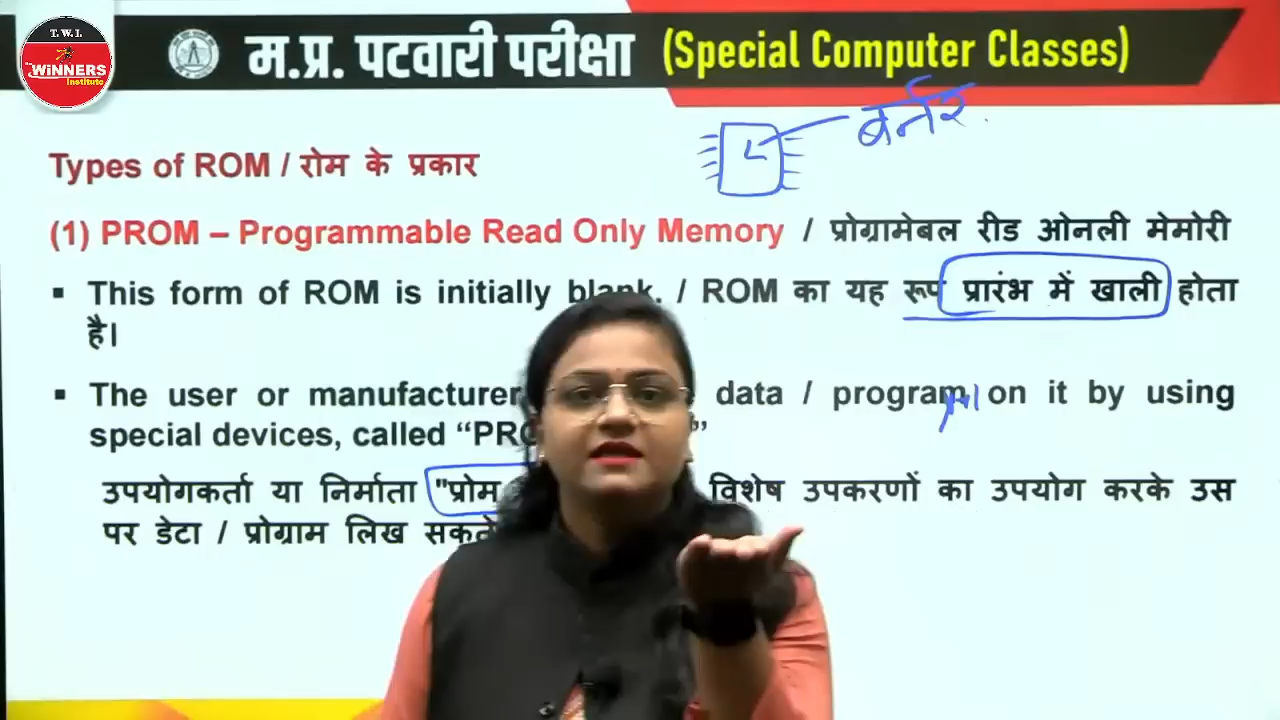 T.W.I.
THE WiNNERS
institute
म.प्र. पटवारी परीक्षा (Special Computer Classes)
बर्नर
Types of ROM / रोम के प्रकार
(1) PROM – Programmable Read Only Memory / प्रोग्रामेबल रीड ओनली मेमोरी
▪ This form of ROM is initially blank. / ROM का यह रूप प्रारंभ में खाली होता
है।
▪ The user or manufacturer data / program on it by using
special devices, called “PRO ”
उपयोगकर्ता या निर्माता "प्रोम विशेष उपकरणों का उपयोग करके उस
पर डेटा / प्रोग्राम लिख सकते